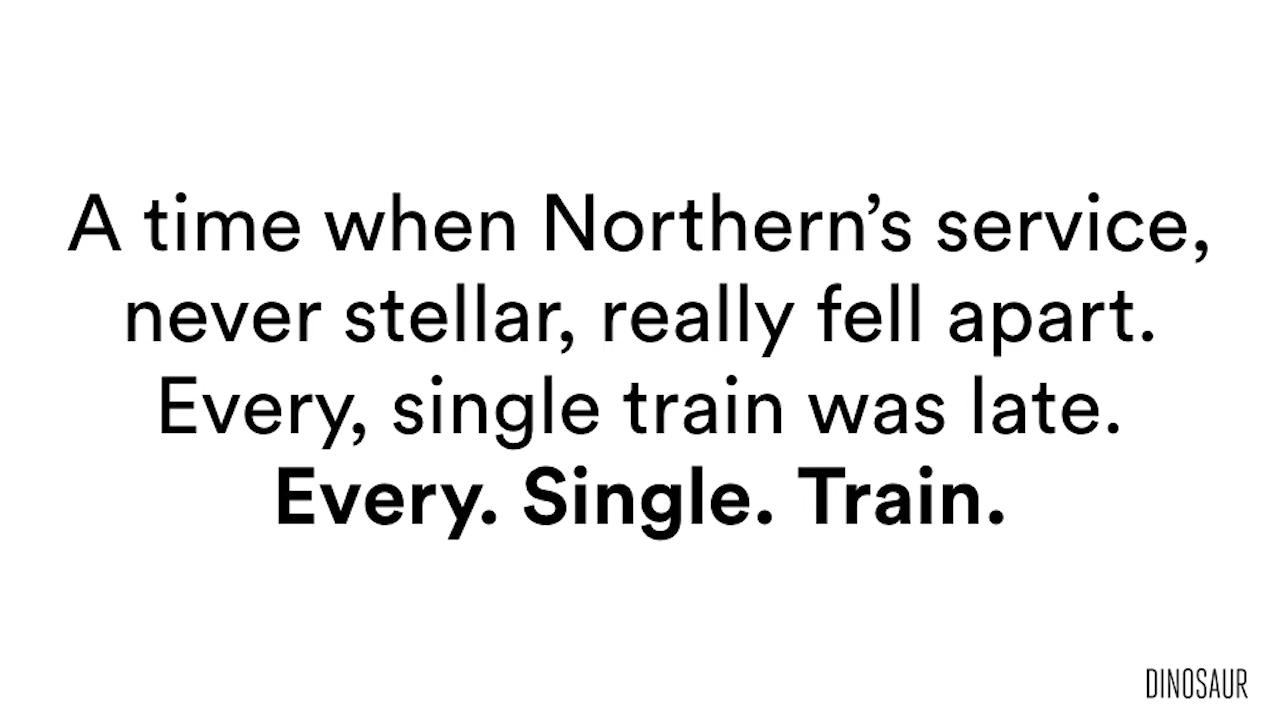 A time when Northern’s service,
never stellar, really fell apart.
Every, single train was late.
Every. Single. Train.
DINOSAUR